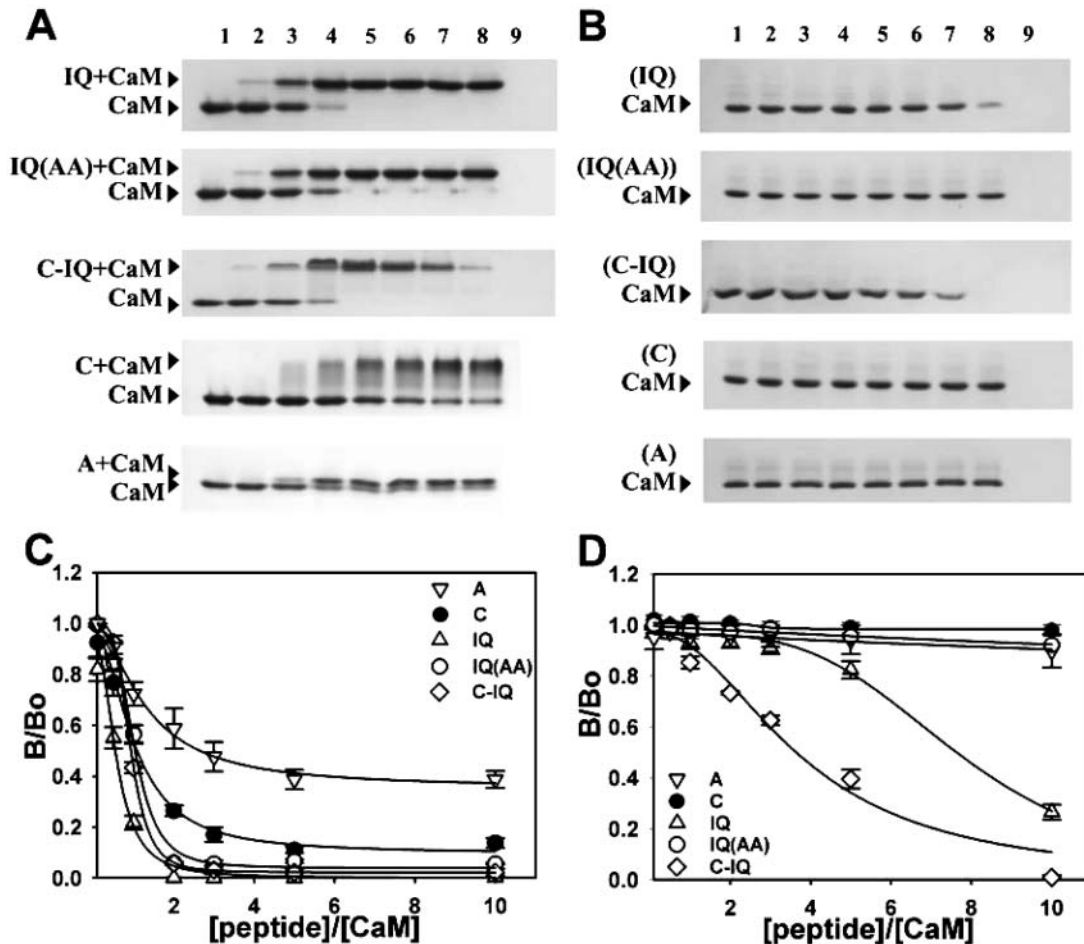 A
1 2 3 4 5 6 7 8 9
IQ+CaM
CaM
IQ(AA)+CaM
CaM
C-IQ+CaM
CaM
C+CaM
CaM
A+CaM
CaM
B
1 2 3 4 5 6 7 8 9
(IQ)
CaM
(IQ(AA))
CaM
(C-IQ)
CaM
(C)
CaM
(A)
CaM
C
1.2
1.0
0.8
0.6
0.4
0.2
0.0
B/Bo
A
C
IQ
IQ(AA)
C-IQ
2 4 6 8 10
[peptide]/[CaM]
D
1.2
1.0
0.8
0.6
0.4
0.2
0.0
B/Bo
A
C
IQ
IQ(AA)
C-IQ
2 4 6 8 10
[peptide]/[CaM]